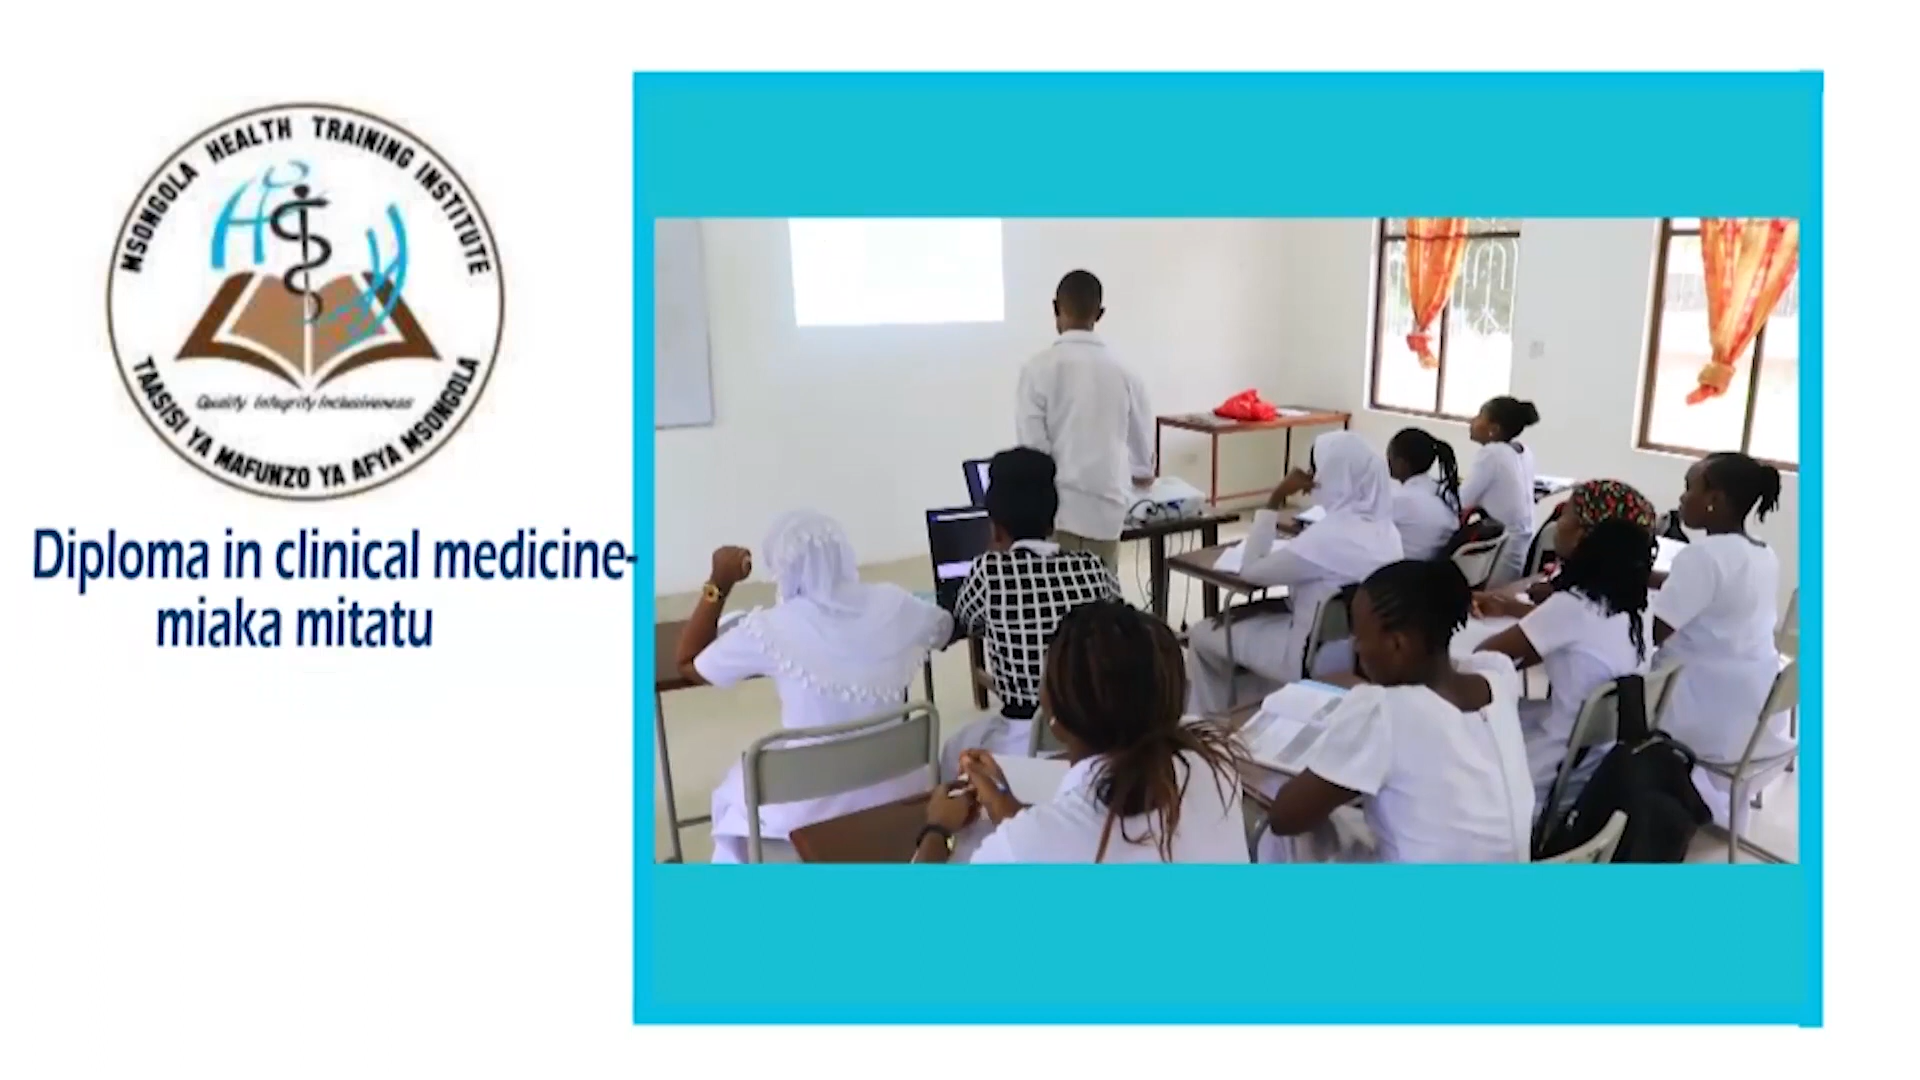 MSONGOLA HEALTH TRAINING INSTITUTE
Quality Integrity Inclusiveness
TAASISI YA MAFUNZO YA AFYA MSONGOLA
Diploma in clinical medicine-
miaka mitatu